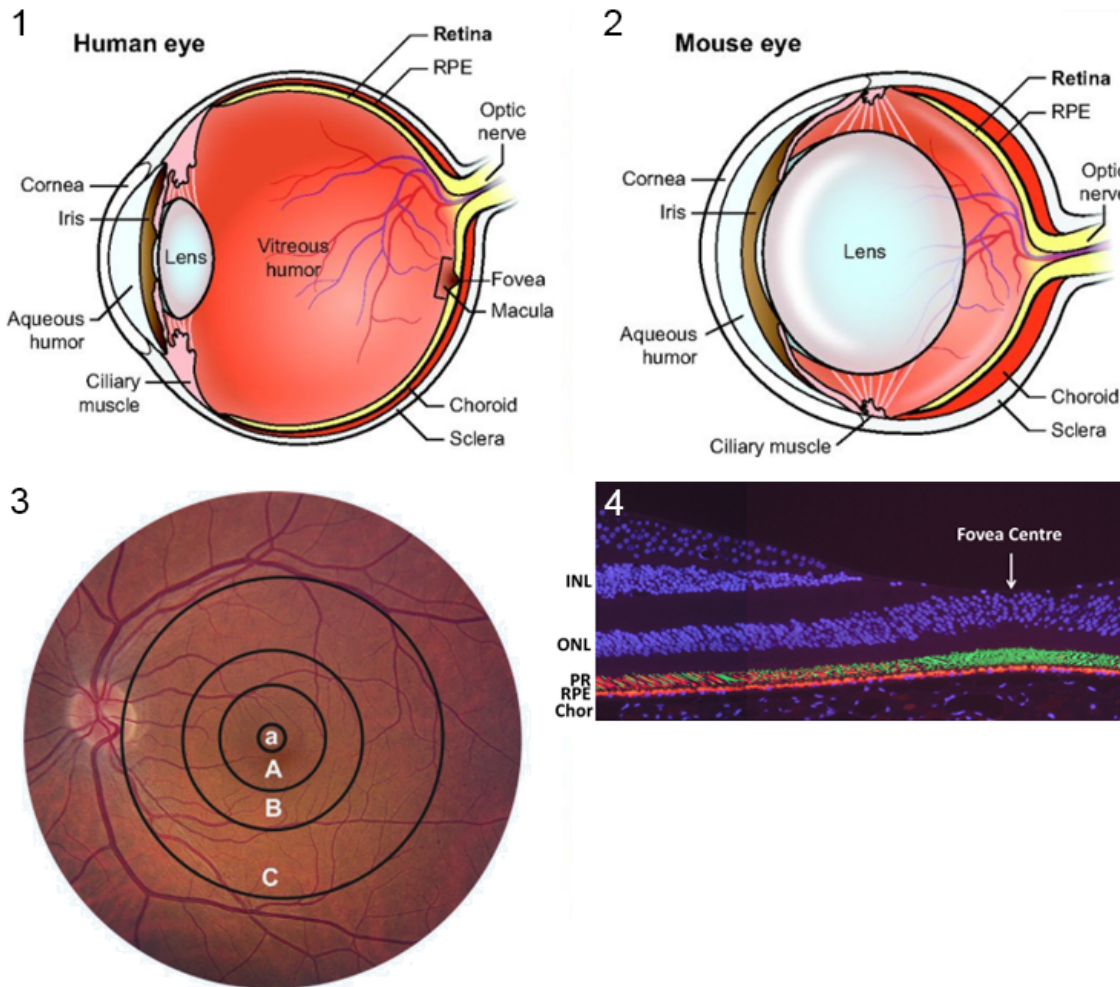 1
Human eye
Retina
RPE
Optic
nerve
Cornea
Iris
Lens
Vitreous
humor
Fovea
Macula
Aqueous
humor
Ciliary
muscle
Choroid
Sclera
2
Mouse eye
Retina
RPE
Optic
nerve
Cornea
Iris
Lens
Aqueous
humor
Choroid
Sclera
Ciliary muscle
3
a
A
B
C
4
Fovea Centre
INL
ONL
PR
RPE
Chor